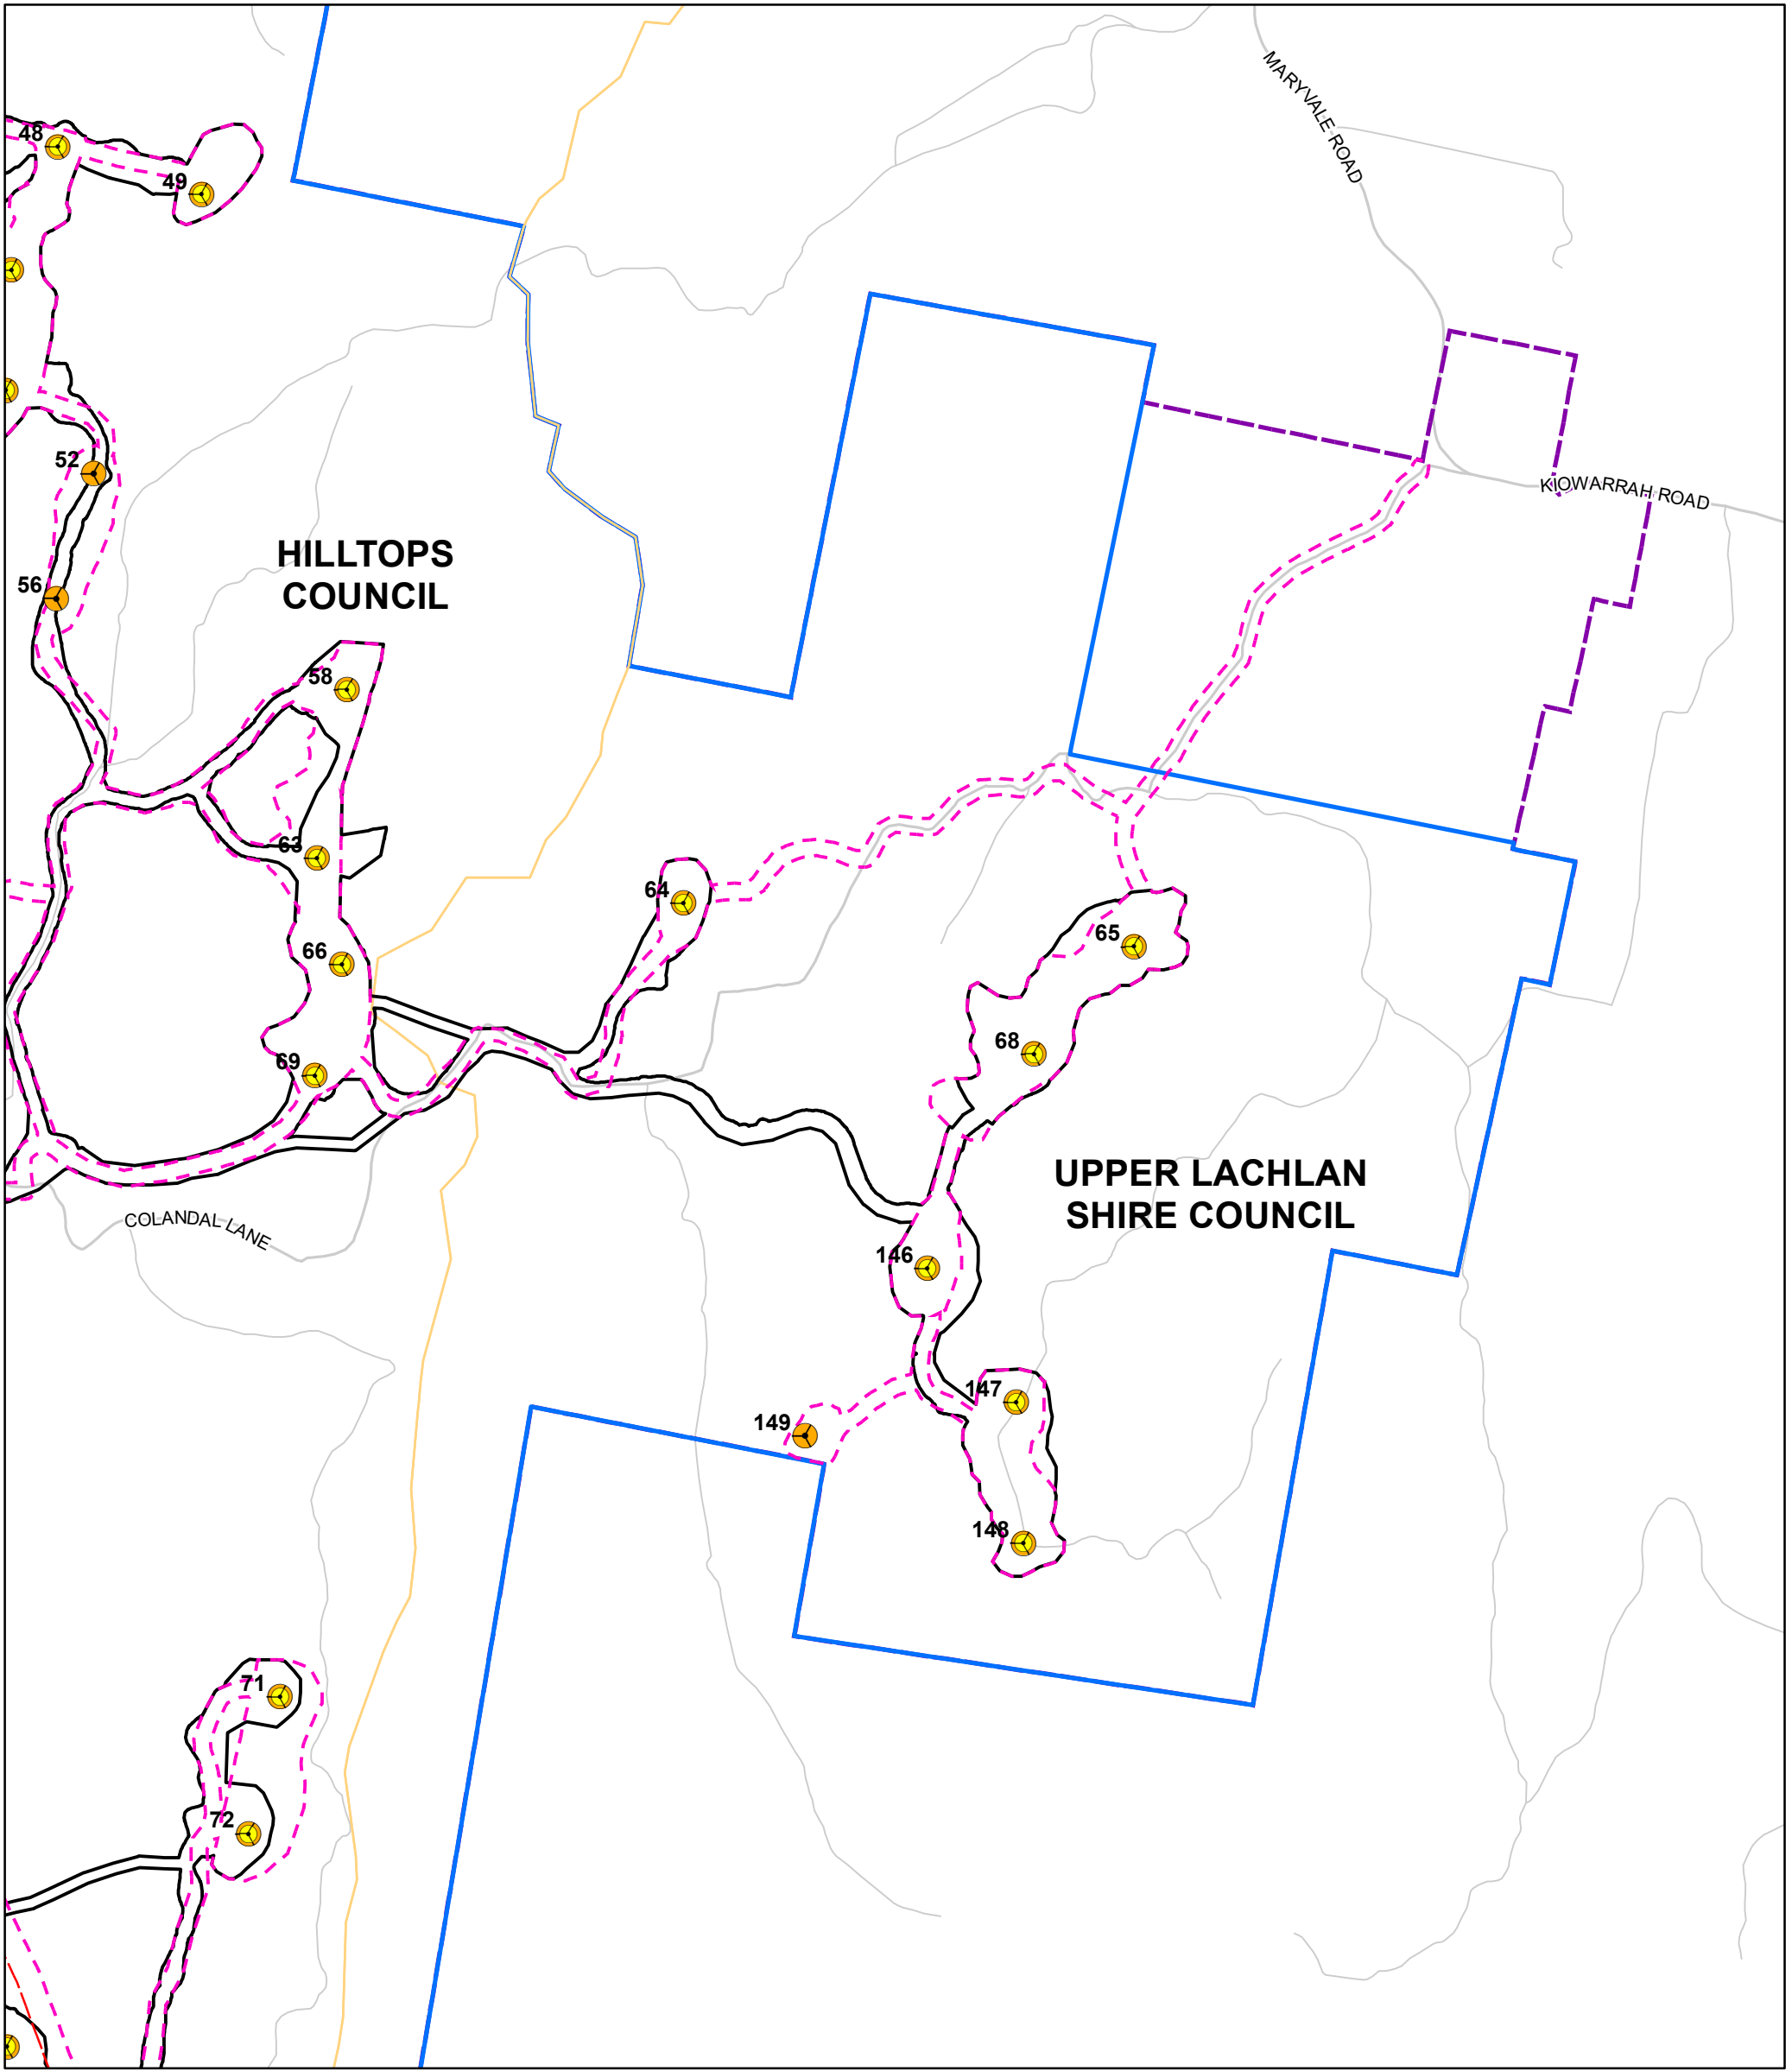 MARYVALE ROAD
48
49
52
KIOWARRAH ROAD
HILLTOPS
COUNCIL
56
58
63
64
65
66
68
69
UPPER LACHLAN
SHIRE COUNCIL
COLANDAL LANE
146
147
149
148
71
72